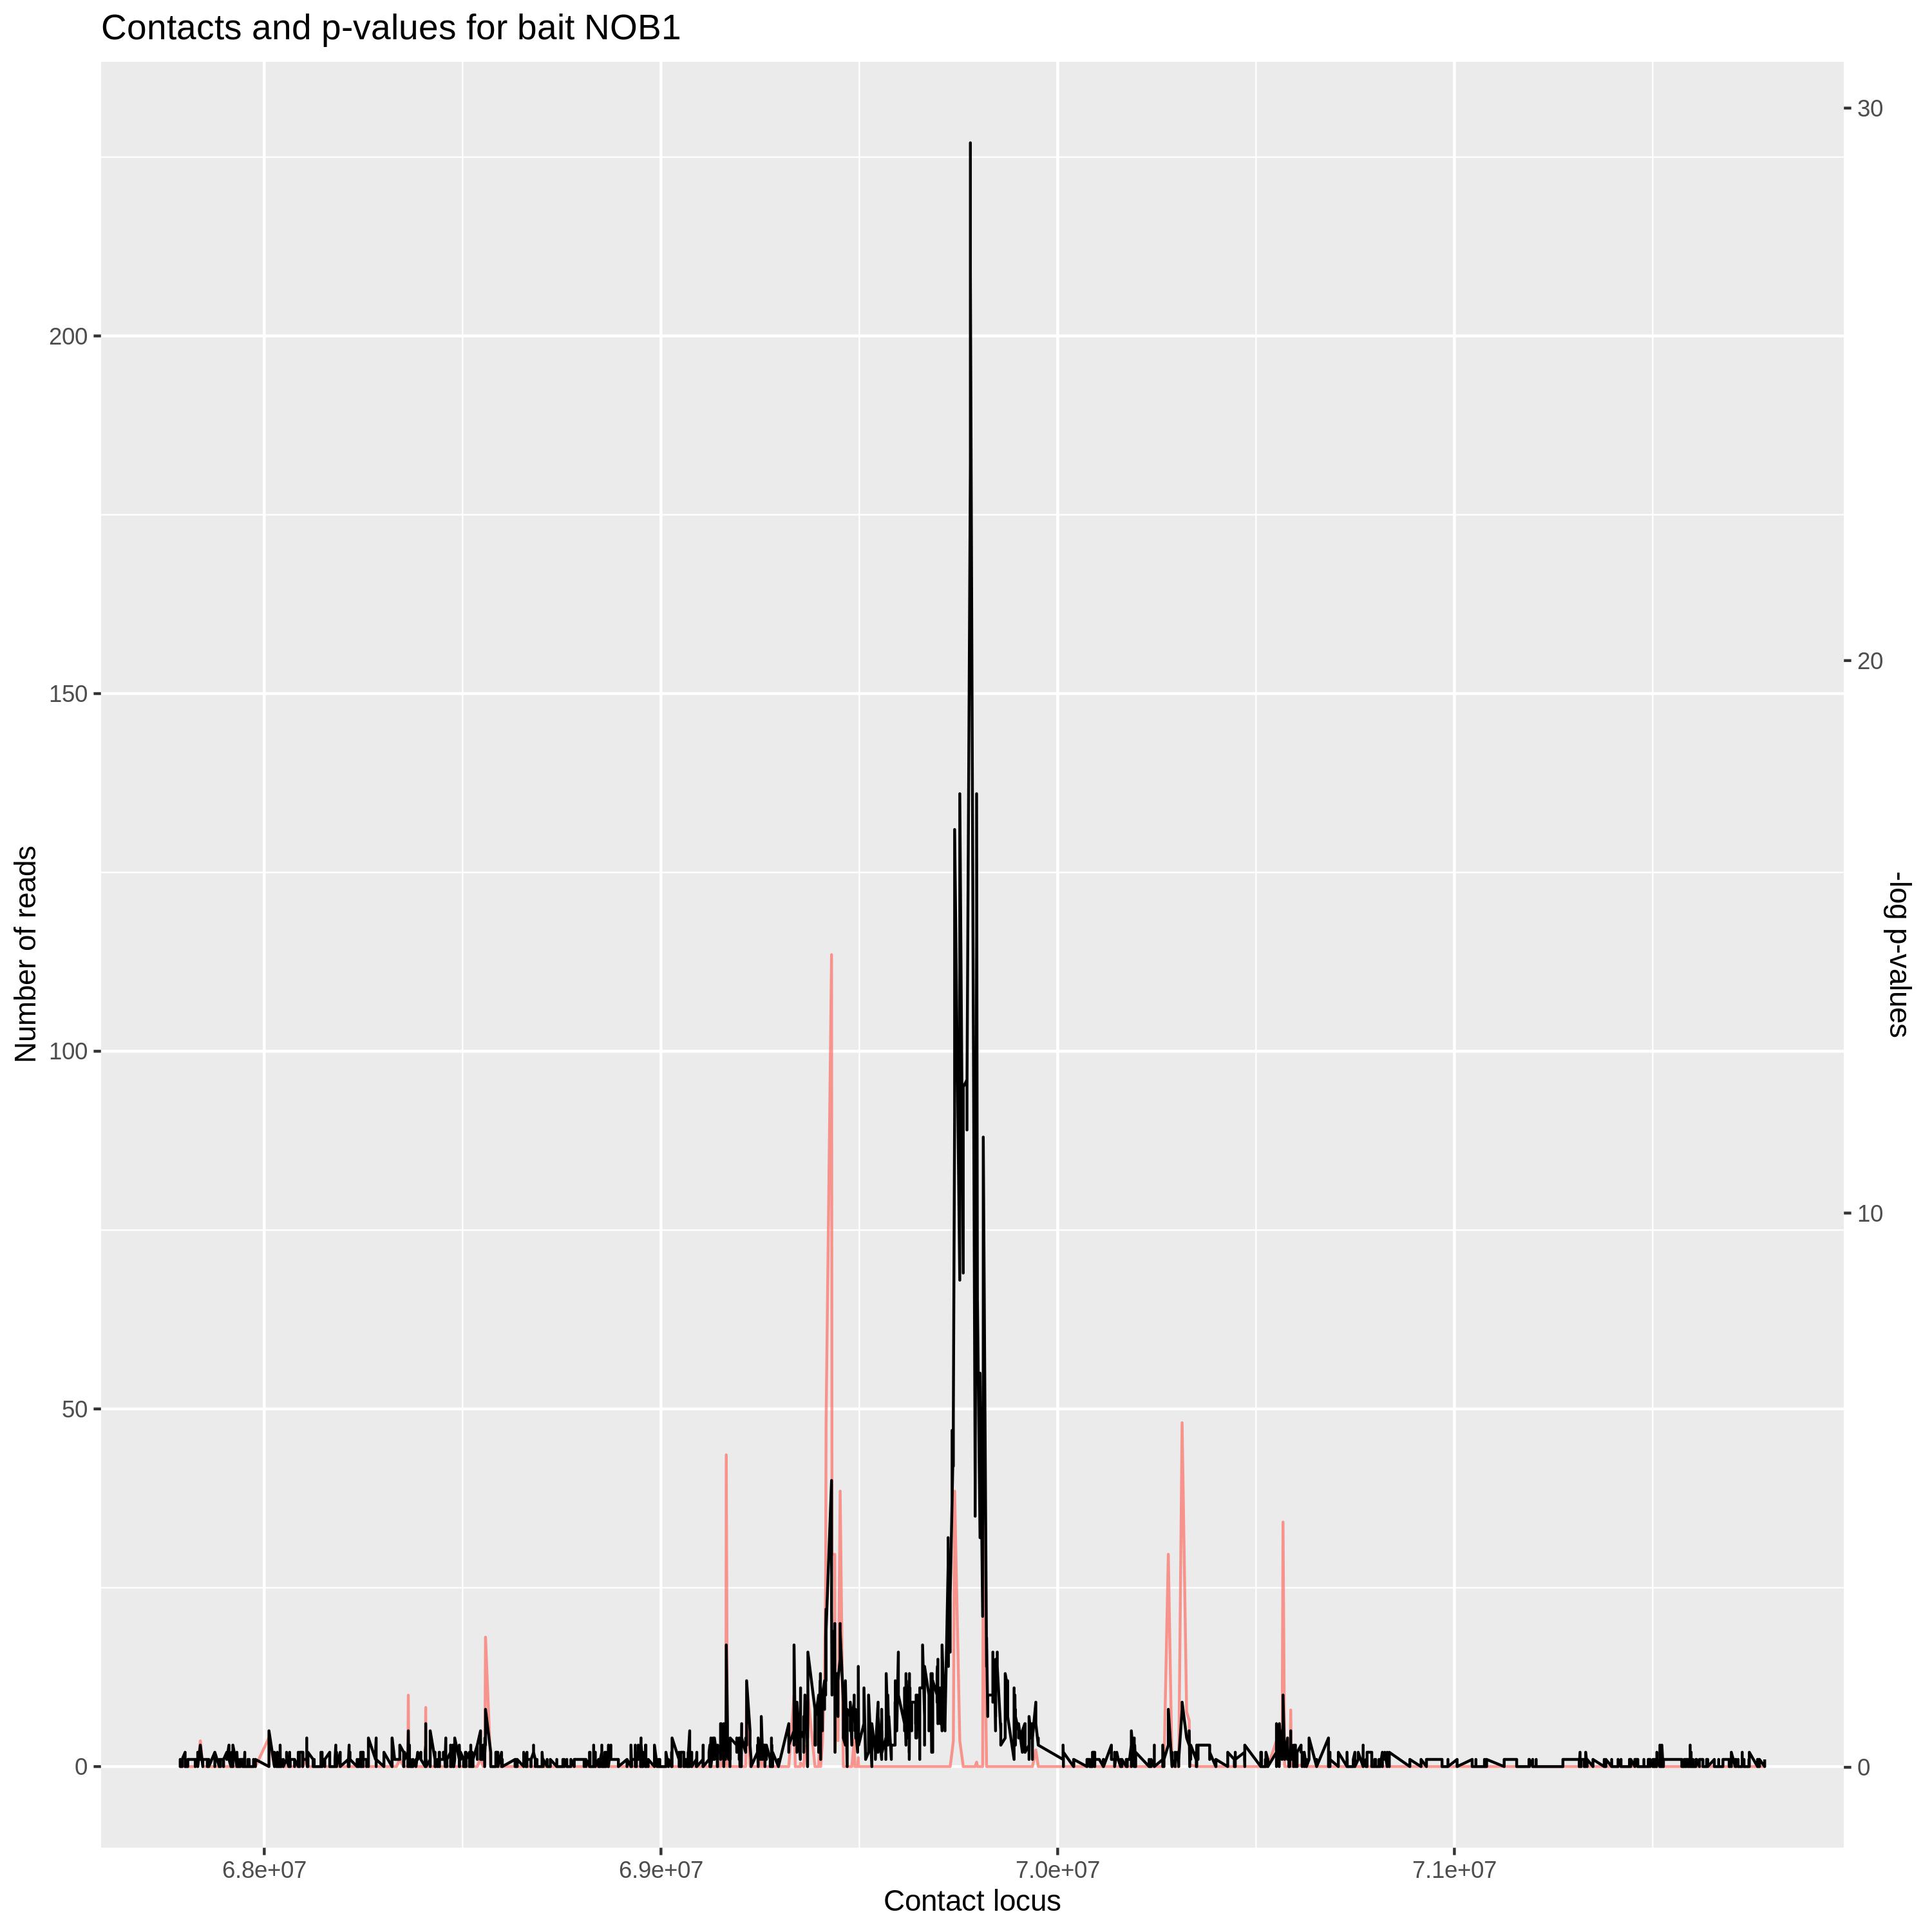 Contacts and p-values for bait NOB1
Number of reads
200
150
100
50
0
30
20
10
0
-log p-values
6.8e+07 6.9e+07 7.0e+07 7.1e+07
Contact locus